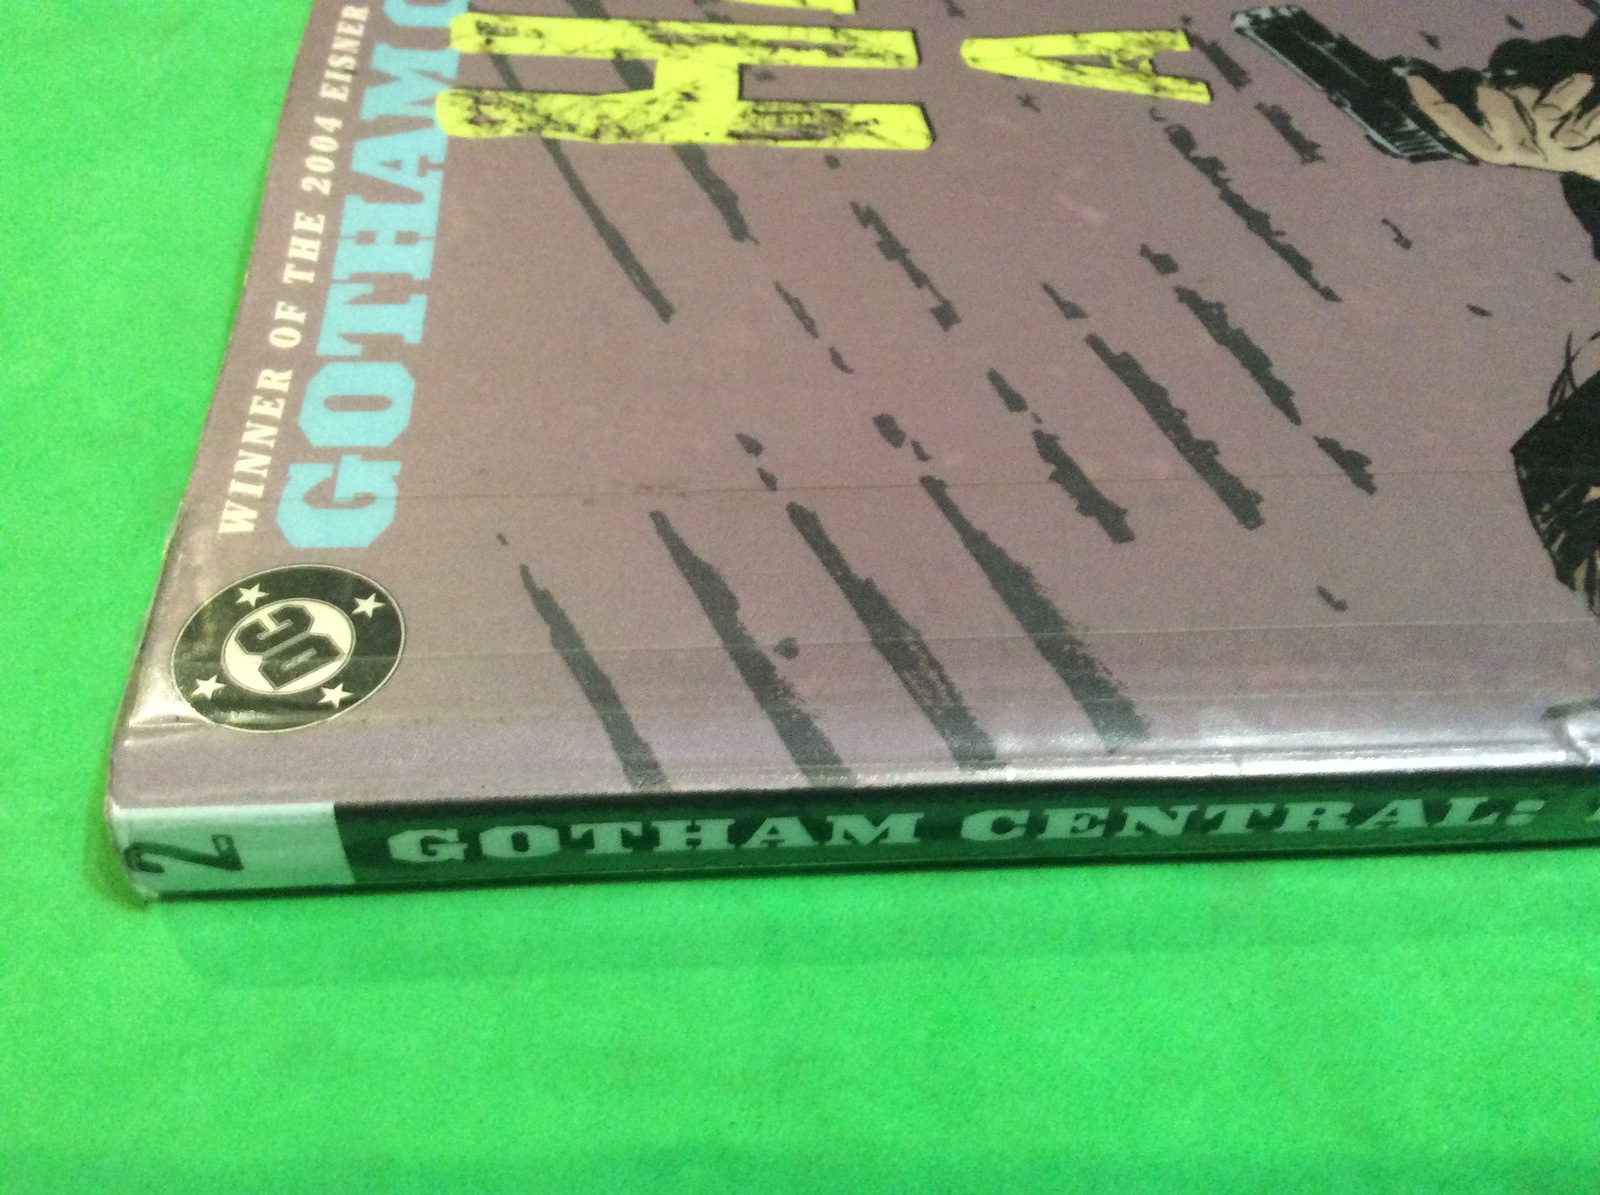 WINNER OF THE 2004 EISNER
GOTHAM C
H
A
DC
2
GOTHAM CENTRAL: